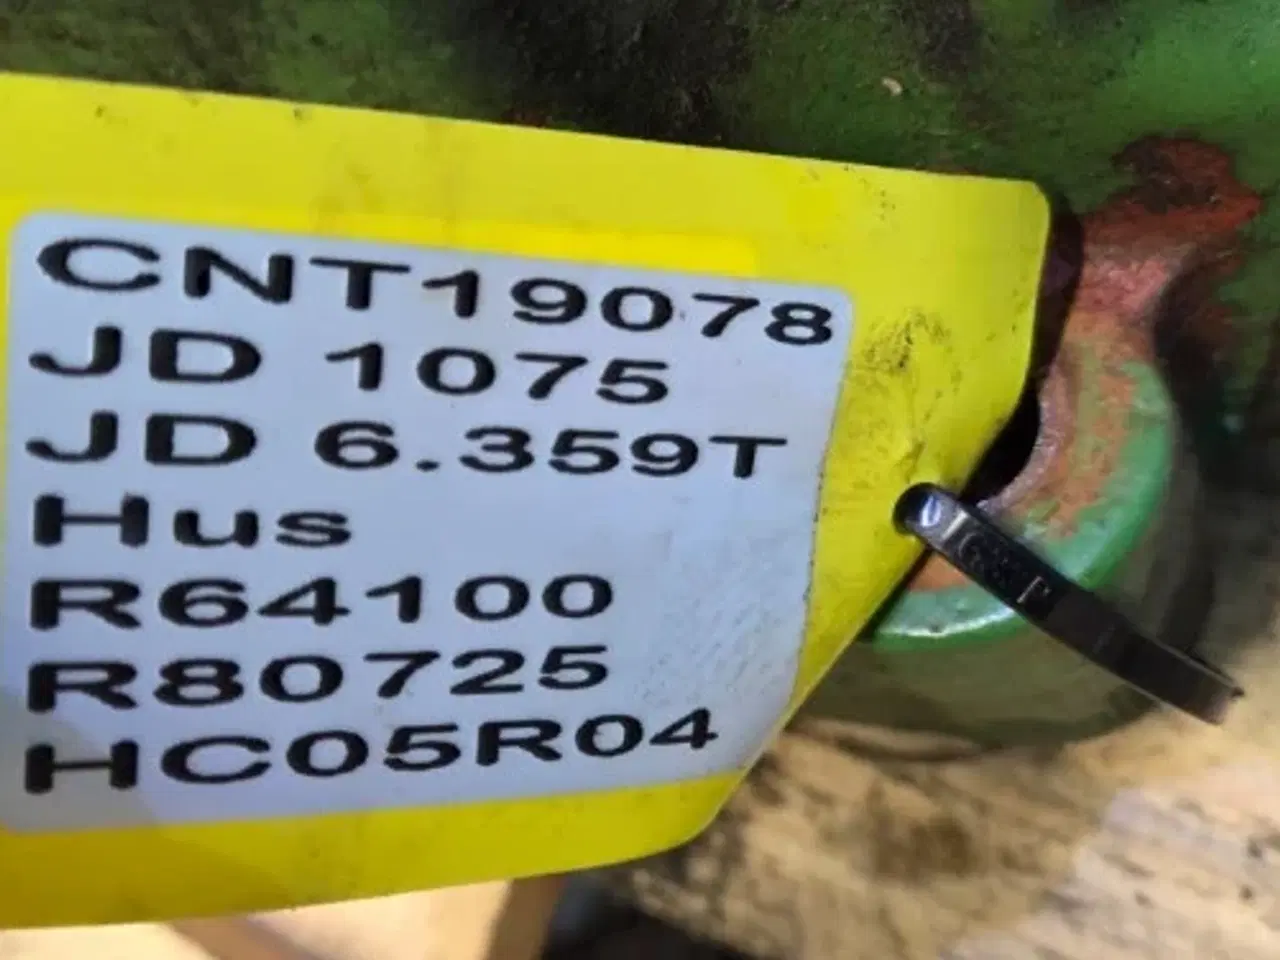 CNT19078
JD 1075
JD 6.359T
Hus
R64100
R80725
HC05R04